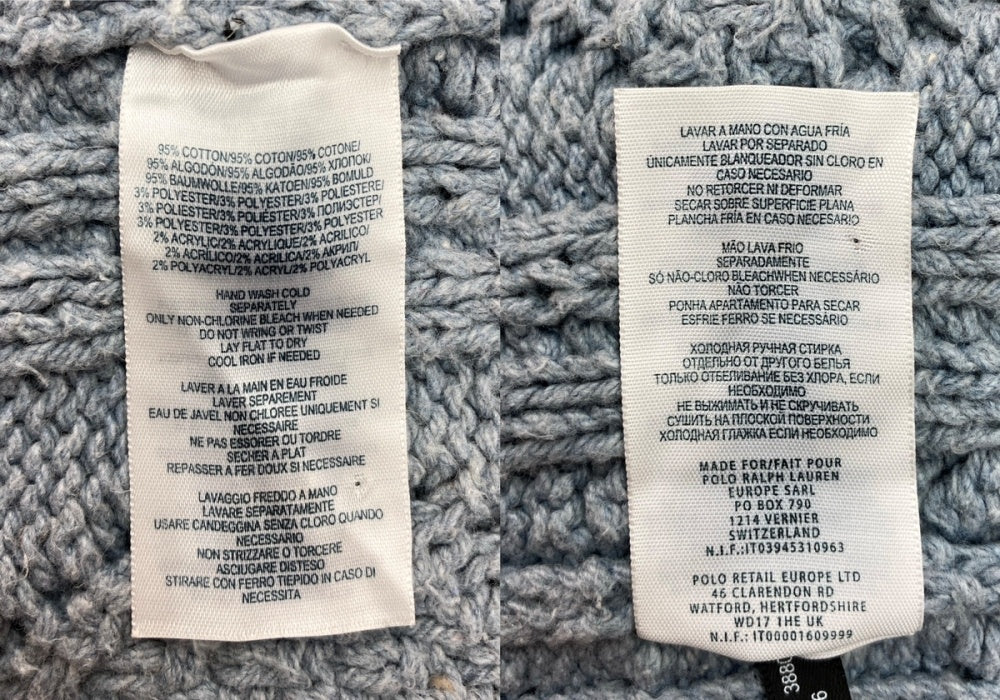 95% COTTON/95% COTON/95% COTONE/
95% ALGODÓN/95% ALGODÃO/95% ХЛОПОК/
95% BAUMWOLLE/95% KATOEN/95% BOMULD
3% POLYESTER/3% POLYESTER/3% POLIESTERE/
3% POLIESTER/3% POLIÉSTER/3% ПОЛИЭСТЕР/
3% POLYESTER/3% POLYESTER/3% POLYESTER
2% ACRYLIC/2% ACRYLIQUE/2% ACRILICO/
2% ACRÍLICO/2% ACRÍLICA/2% АКРИЛ/
2% POLYACRYL/2% ACRYL/2% POLYACRYL
HAND WASH COLD
SEPARATELY
ONLY NON-CHLORINE BLEACH WHEN NEEDED
DO NOT WRING OR TWIST
LAY FLAT TO DRY
COOL IRON IF NEEDED
LAVER A LA MAIN EN EAU FROIDE
LAVER SEPAREMENT
EAU DE JAVEL NON CHLOREE UNIQUEMENT SI
NECESSAIRE
NE PAS ESSORER OU TORDRE
SECHER A PLAT
REPASSER A FER DOUX SI NECESSAIRE
LAVAGGIO FREDDO A MANO
LAVARE SEPARATAMENTE
USARE CANDEGGINA SENZA CLORO QUANDO
NECESSARIO
NON STRIZZARE O TORCERE
ASCIUGARE DISTESO
STIRARE CON FERRO TIEPIDO IN CASO DI
NECESSITA
LAVAR A MANO CON AGUA FRÍA
LAVAR POR SEPARADO
ÚNICAMENTE BLANQUEADOR SIN CLORO EN
CASO NECESARIO
NO RETORCER NI DEFORMAR
SECAR SOBRE SUPERFICIE PLANA
PLANCHA FRÍA EN CASO NECESARIO
MÃO LAVA FRIO
SEPARADAMENTE
SÓ NÃO-CLORO BLEACHWHEN NECESSÁRIO
NÃO TORCER
PONHA APARTAMENTO PARA SECAR
ESFRIE FERRO SE NECESSÁRIO
ХОЛОДНАЯ РУЧНАЯ СТИРКА
ОТДЕЛЬНО ОТ ДРУГОГО БЕЛЬЯ
ТОЛЬКО ОТБЕЛИВАНИЕ БЕЗ ХЛОРА, ЕСЛИ
НЕОБХОДИМО
НЕ ВЫЖИМАТЬ И НЕ СКРУЧИВАТЬ
СУШИТЬ НА ПЛОСКОЙ ПОВЕРХНОСТИ
ХОЛОДНАЯ ГЛАЖКА ЕСЛИ НЕОБХОДИМО
MADE FOR/FAIT POUR
POLO RALPH LAUREN
EUROPE SARL
PO BOX 790
1214 VERNIER
SWITZERLAND
N.I.F.:IT03945310963
POLO RETAIL EUROPE LTD
46 CLARENDON RD
WATFORD, HERTFORDSHIRE
WD17 1HE UK
N.I.F.: IT00001609999